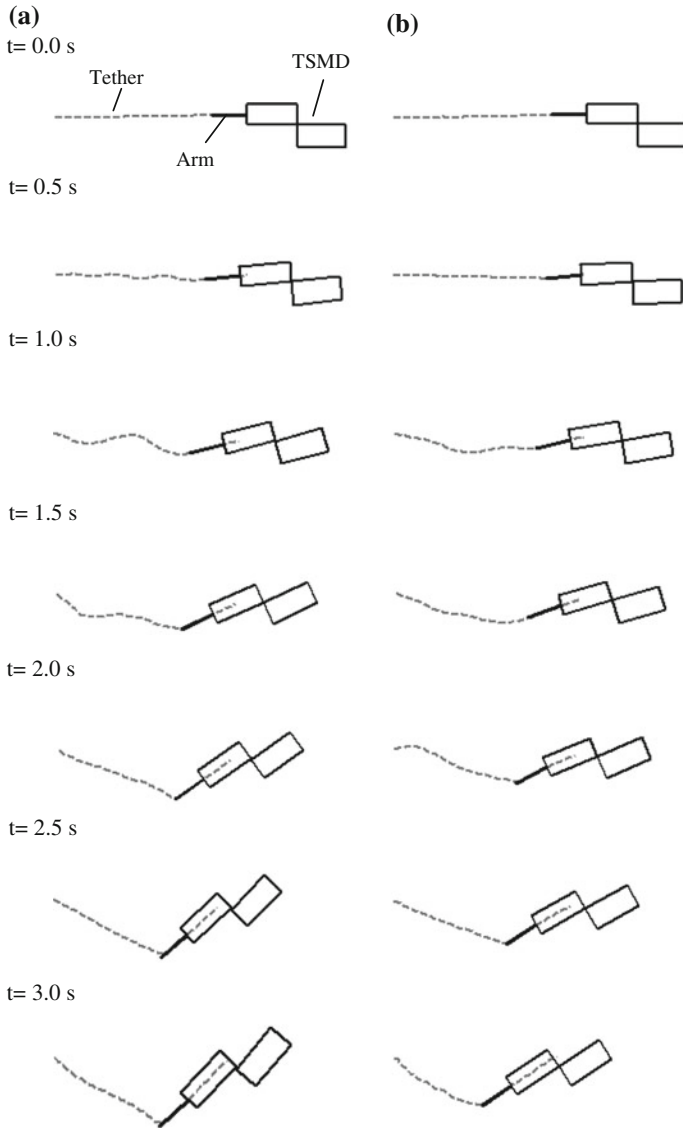 (a)
(b)
t= 0.0 s
Tether
TSMD
Arm
t= 0.5 s
t= 1.0 s
t= 1.5 s
t= 2.0 s
t= 2.5 s
t= 3.0 s